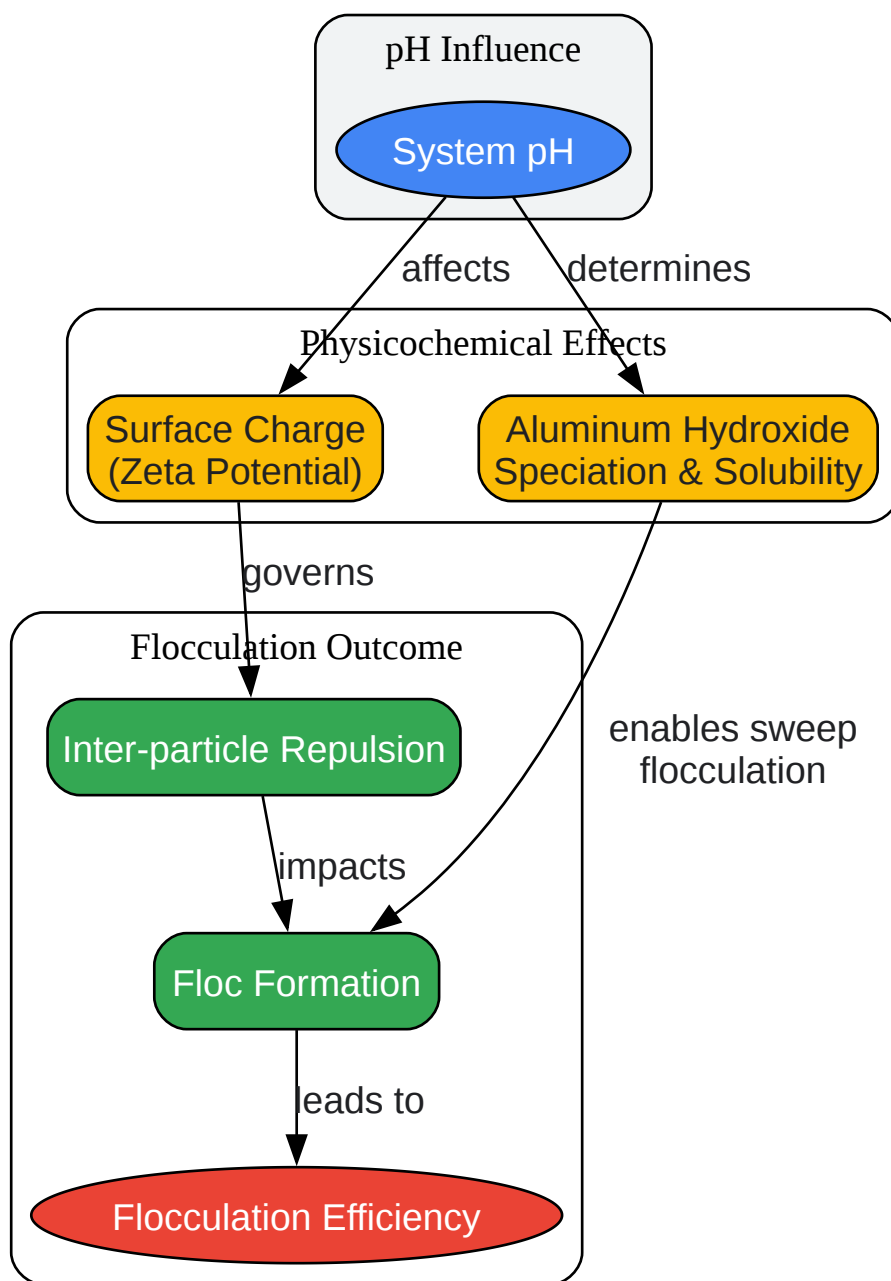 pH Influence
System pH
affects
determines
Physicochemical Effects
Surface Charge
(Zeta Potential)
Aluminum Hydroxide
Speciation & Solubility
governs
Flocculation Outcome
Inter-particle Repulsion
enables sweep
flocculation
impacts
Floc Formation
leads to
Flocculation Efficiency